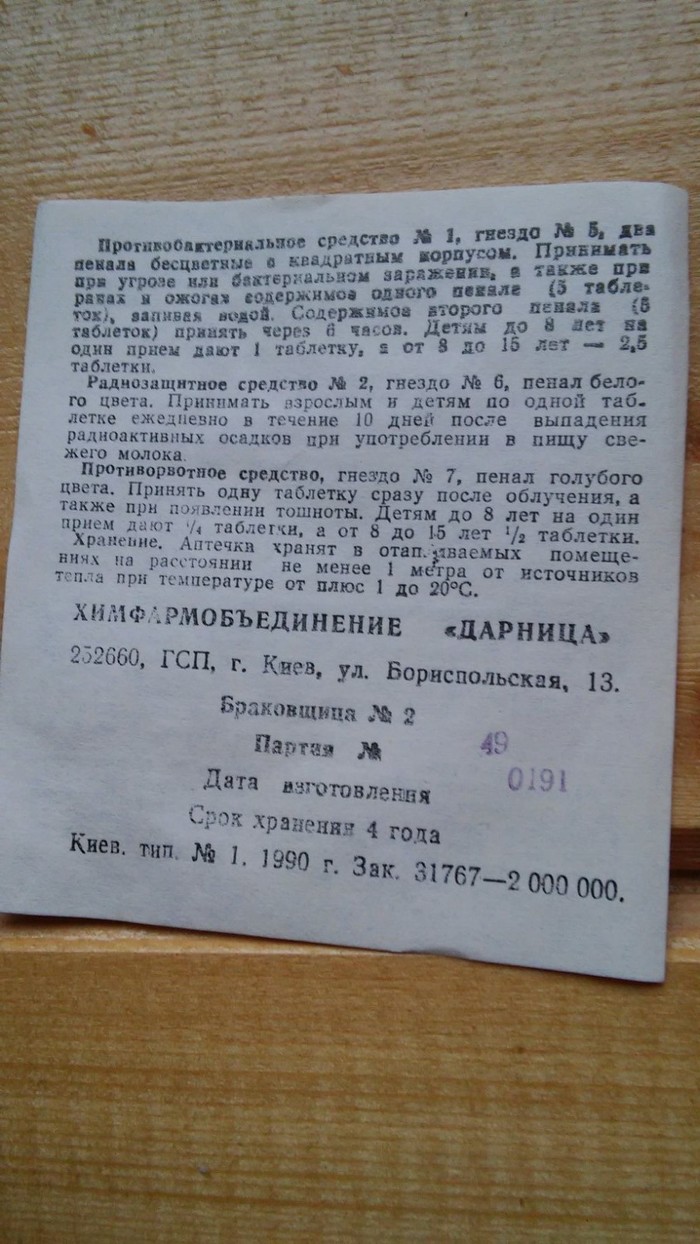 Противобактериальное средство № 1, гнездо № 5, два
пенала бесцветные с квадратным корпусом. Принимать
при угрозе или бактериальном заражении, а также при
ранах и ожогах содержимое одного пенала (5 табле-
ток), запивая водой. Содержимое второго пенала (5
таблеток) принять через 6 часов. Детям до 8 лет на
один прием дают 1 таблетку, а от 8 до 15 лет — 2,5
таблетки.
Радиозащитное средство № 2, гнездо № 6, пенал бело-
го цвета. Принимать взрослым и детям по одной таб-
летке ежедневно в течение 10 дней после выпадения
радиоактивных осадков при употреблении в пищу све-
жего молока.
Противорвотное средство, гнездо № 7, пенал голубого
цвета. Принять одну таблетку сразу после облучения, а
также при появлении тошноты. Детям до 8 лет на один
прием дают 1/4 таблетки, а от 8 до 15 лет 1/2 таблетки.
Хранение. Аптечки хранят в отапливаемых помеще-
ниях на расстоянии не менее 1 метра от источников
тепла при температуре от плюс 1 до 20°С.
ХИМФАРМОБЪЕДИНЕНИЕ «ДАРНИЦА»
252660, ГСП, г. Киев, ул. Бориспольская, 13.
Браковщица № 2
Партия № 49
Дата изготовления 0191
Срок хранения 4 года
Киев. тип. № 1. 1990 г. Зак. 31767—2 000 000.